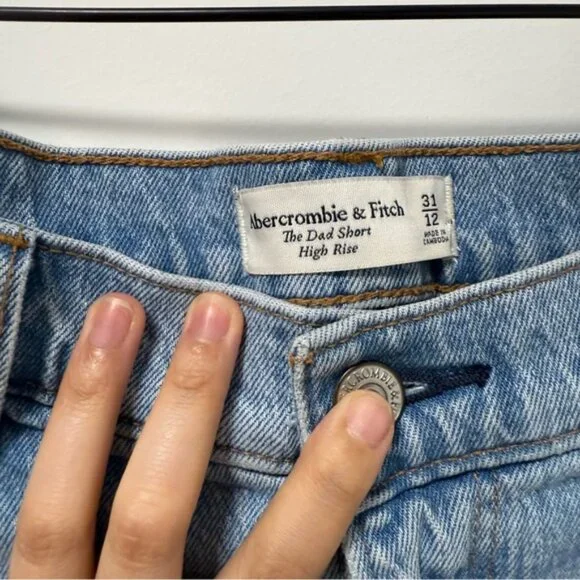 Abercrombie & Fitch
The Dad Short
High Rise
31
12
MADE IN
CAMBODIA